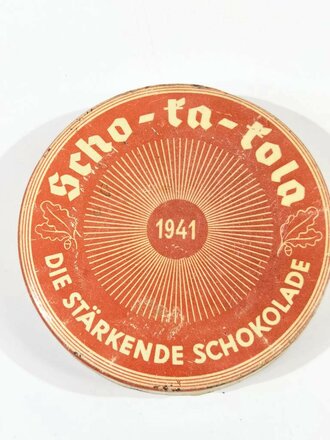 Scho-ka-kola
1941
DIE STÄRKENDE SCHOKOLADE